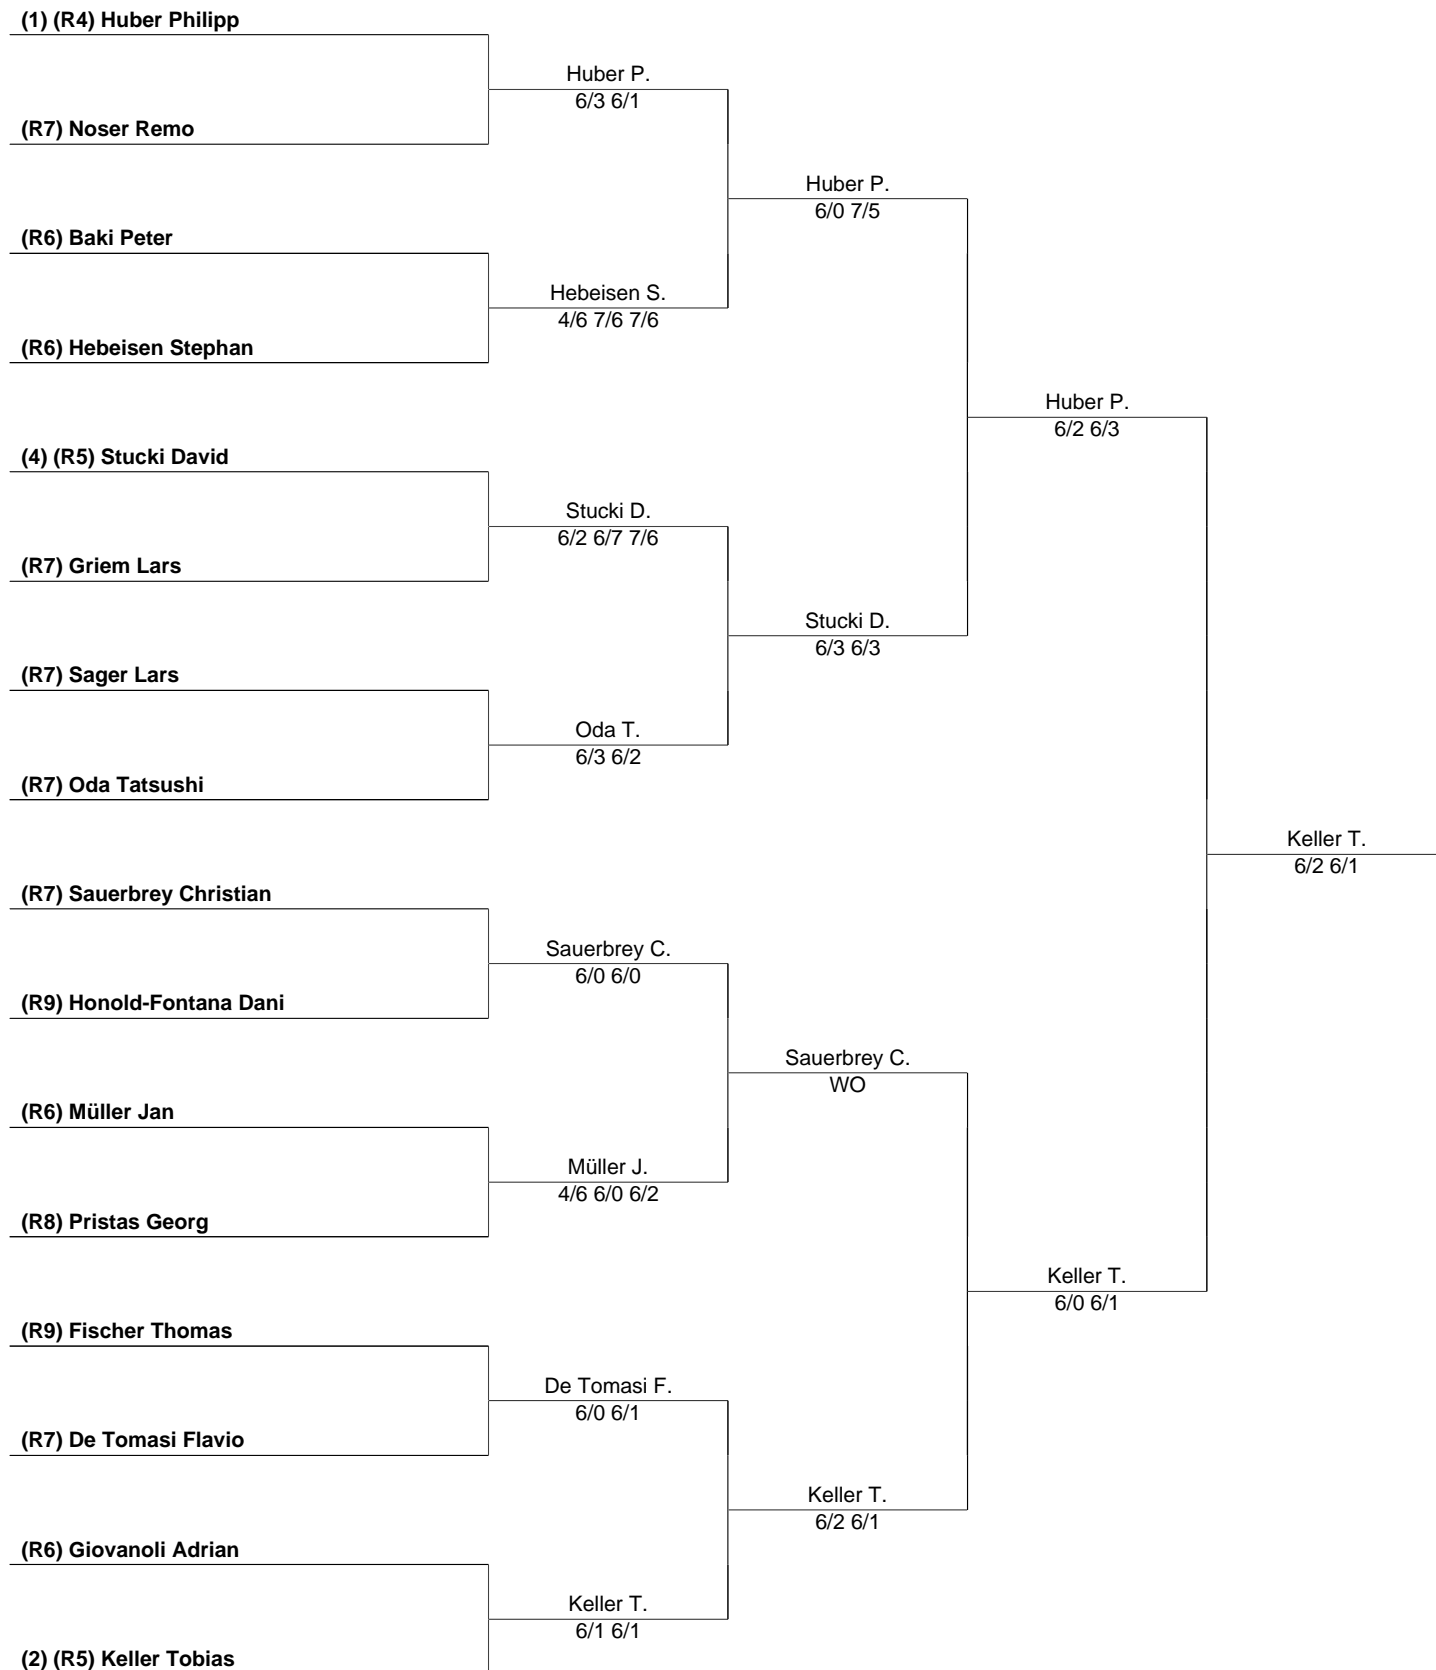 (1) (R4) Huber Philipp
Huber P.
6/3 6/1
(R7) Noser Remo
Huber P.
6/0 7/5
(R6) Baki Peter
Hebeisen S.
4/6 7/6 7/6
(R6) Hebeisen Stephan
Huber P.
6/2 6/3
(4) (R5) Stucki David
Stucki D.
6/2 6/7 7/6
(R7) Griem Lars
Stucki D.
6/3 6/3
(R7) Sager Lars
Oda T.
6/3 6/2
(R7) Oda Tatsushi
Keller T.
6/2 6/1
(R7) Sauerbrey Christian
Sauerbrey C.
6/0 6/0
(R9) Honold-Fontana Dani
Sauerbrey C.
WO
(R6) Müller Jan
Müller J.
4/6 6/0 6/2
(R8) Pristas Georg
Keller T.
6/0 6/1
(R9) Fischer Thomas
De Tomasi F.
6/0 6/1
(R7) De Tomasi Flavio
Keller T.
6/2 6/1
(R6) Giovanoli Adrian
Keller T.
6/1 6/1
(2) (R5) Keller Tobias